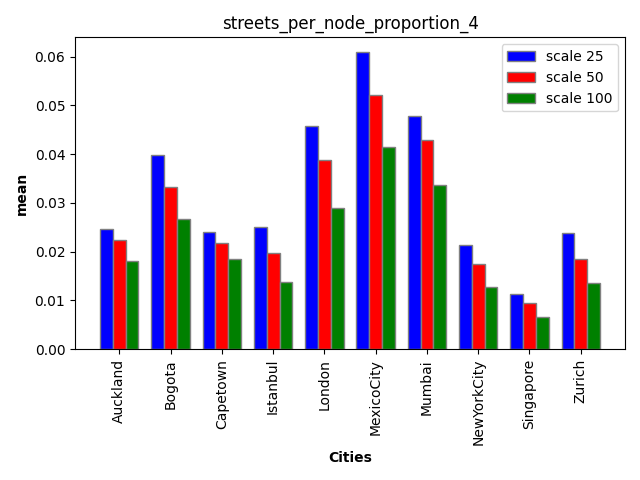 streets_per_node_proportion_4
scale 25
scale 50
scale 100
0.06
0.05
0.04
0.03
0.02
0.01
0.00
mean
Auckland
Bogota
Capetown
Istanbul
London
MexicoCity
Mumbai
NewYorkCity
Singapore
Zurich
Cities